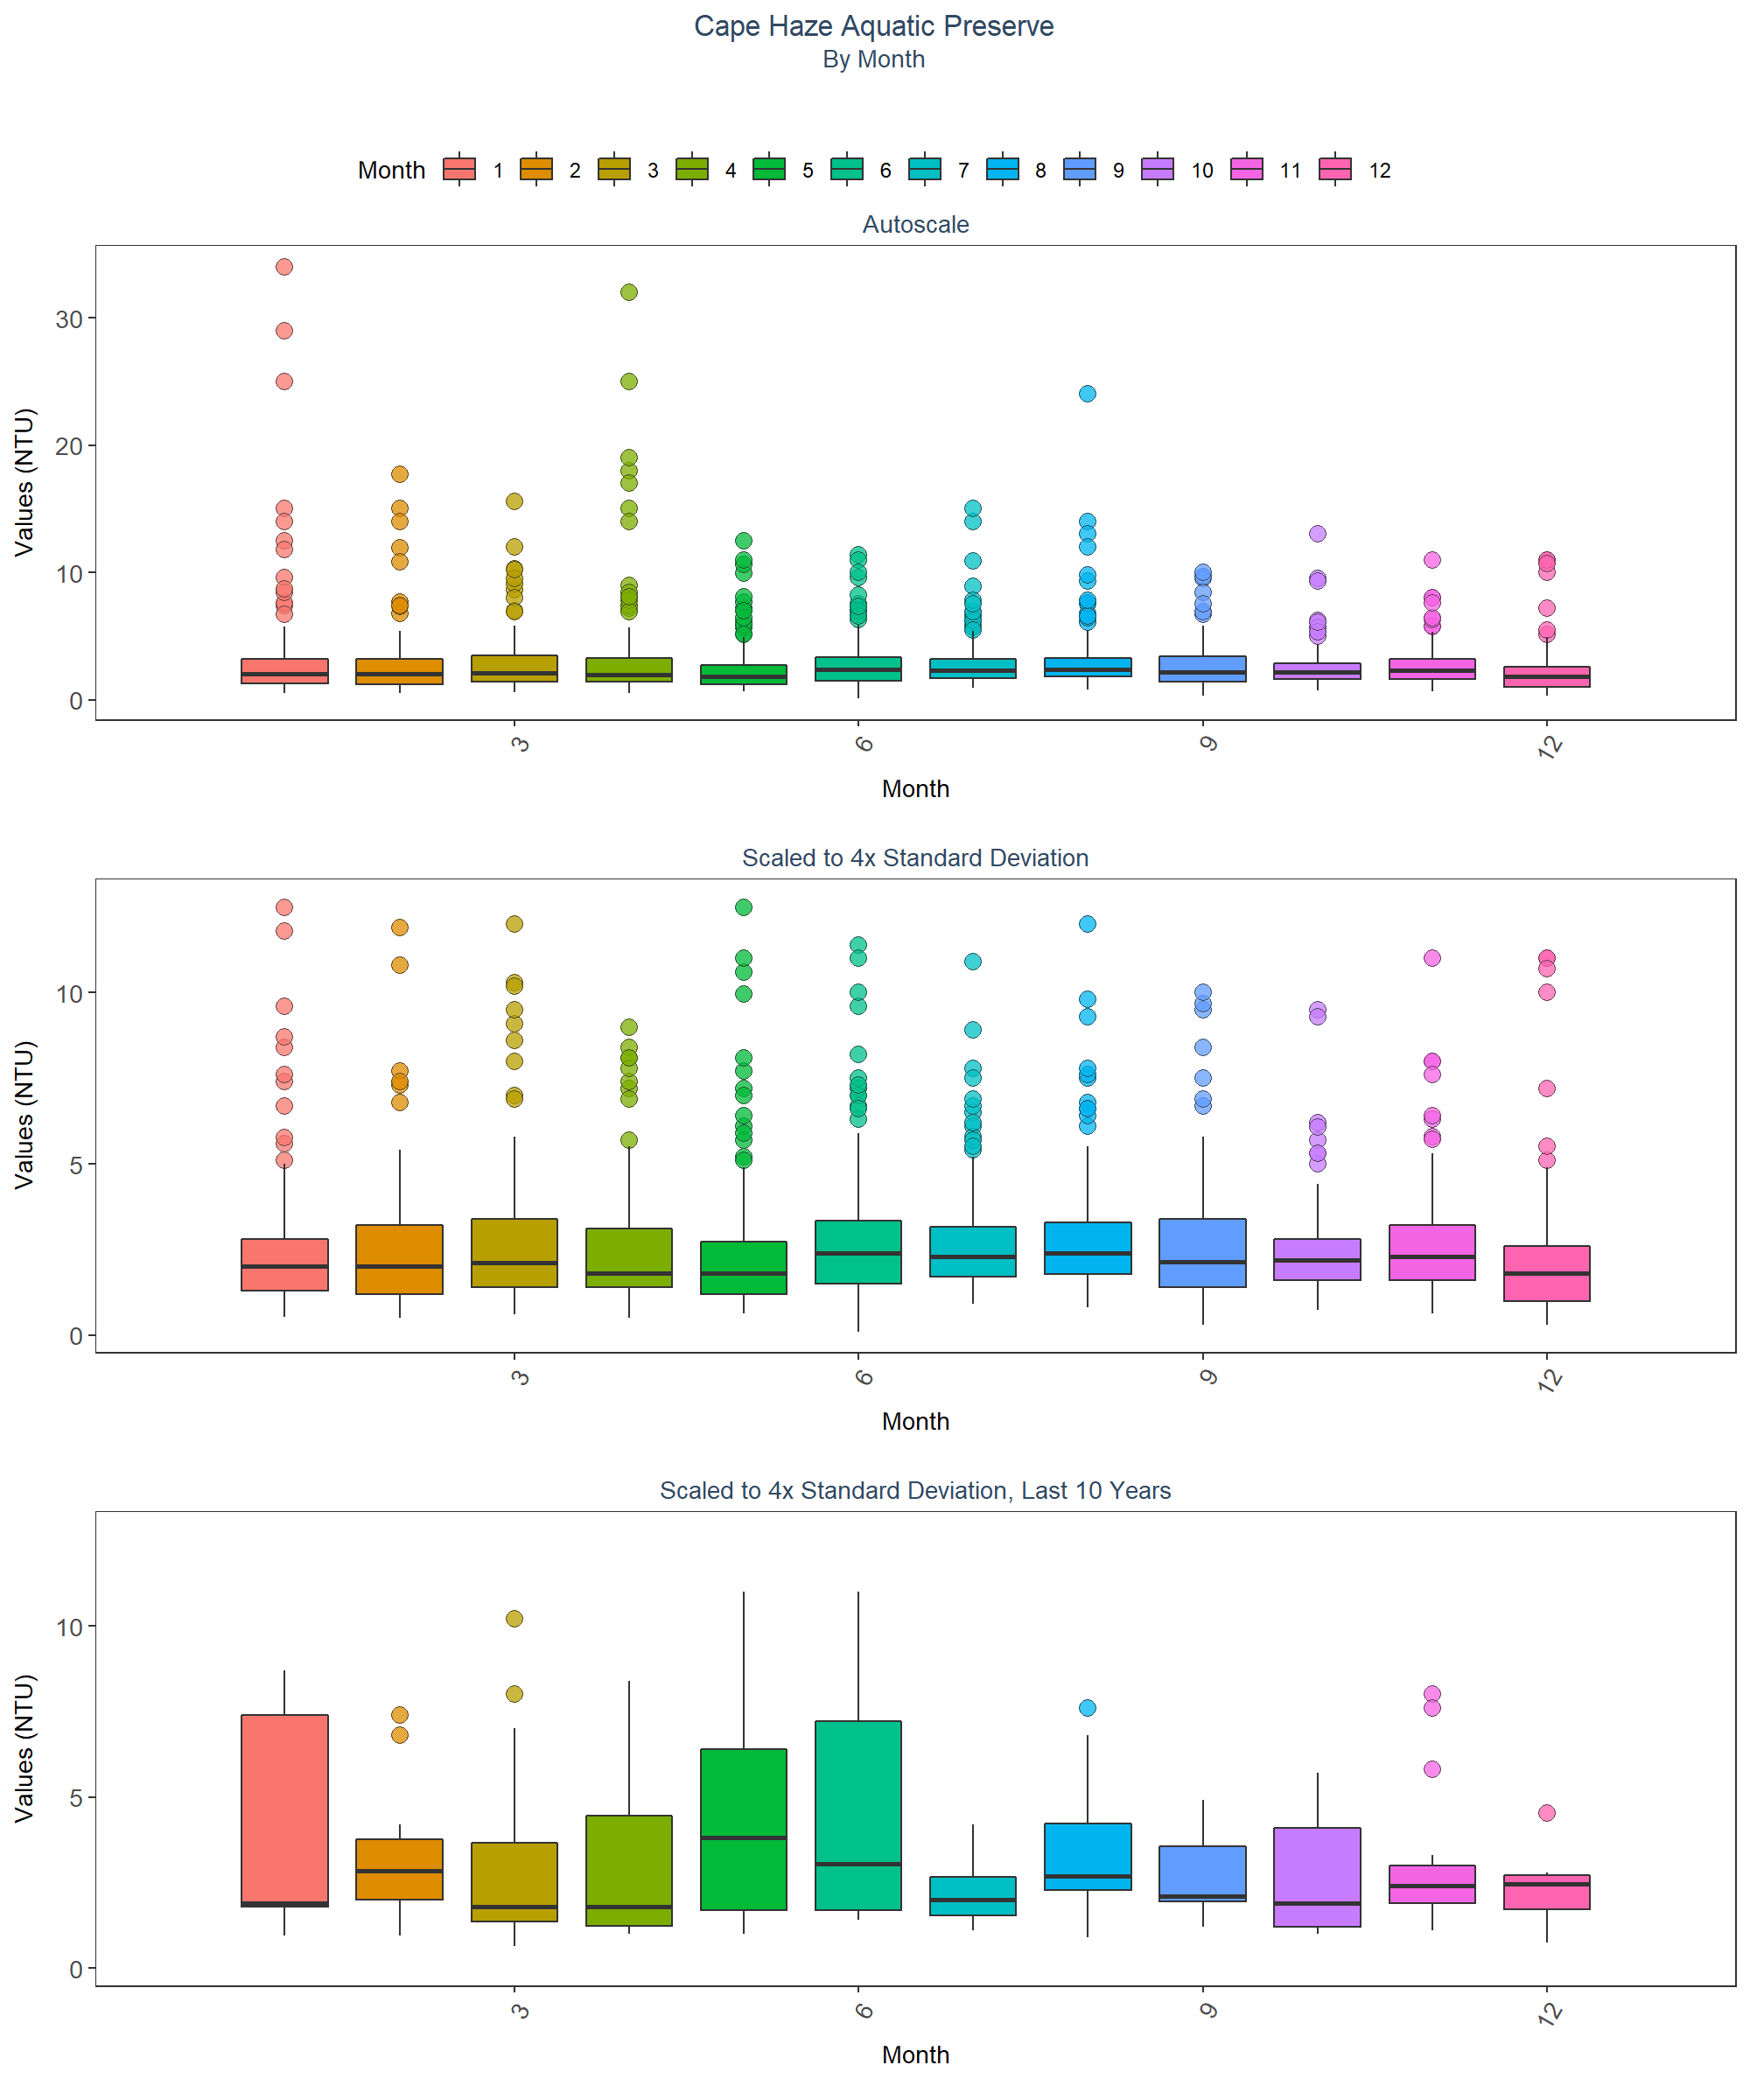 Cape Haze Aquatic Preserve
By Month
Month 1 2 3 4 5 6 7 8 9 10 11 12
Autoscale
Values (NTU)
30
20
10
0
3 6 9 12
Month
Scaled to 4x Standard Deviation
Values (NTU)
10
5
0
3 6 9 12
Month
Scaled to 4x Standard Deviation, Last 10 Years
Values (NTU)
10
5
0
3 6 9 12
Month